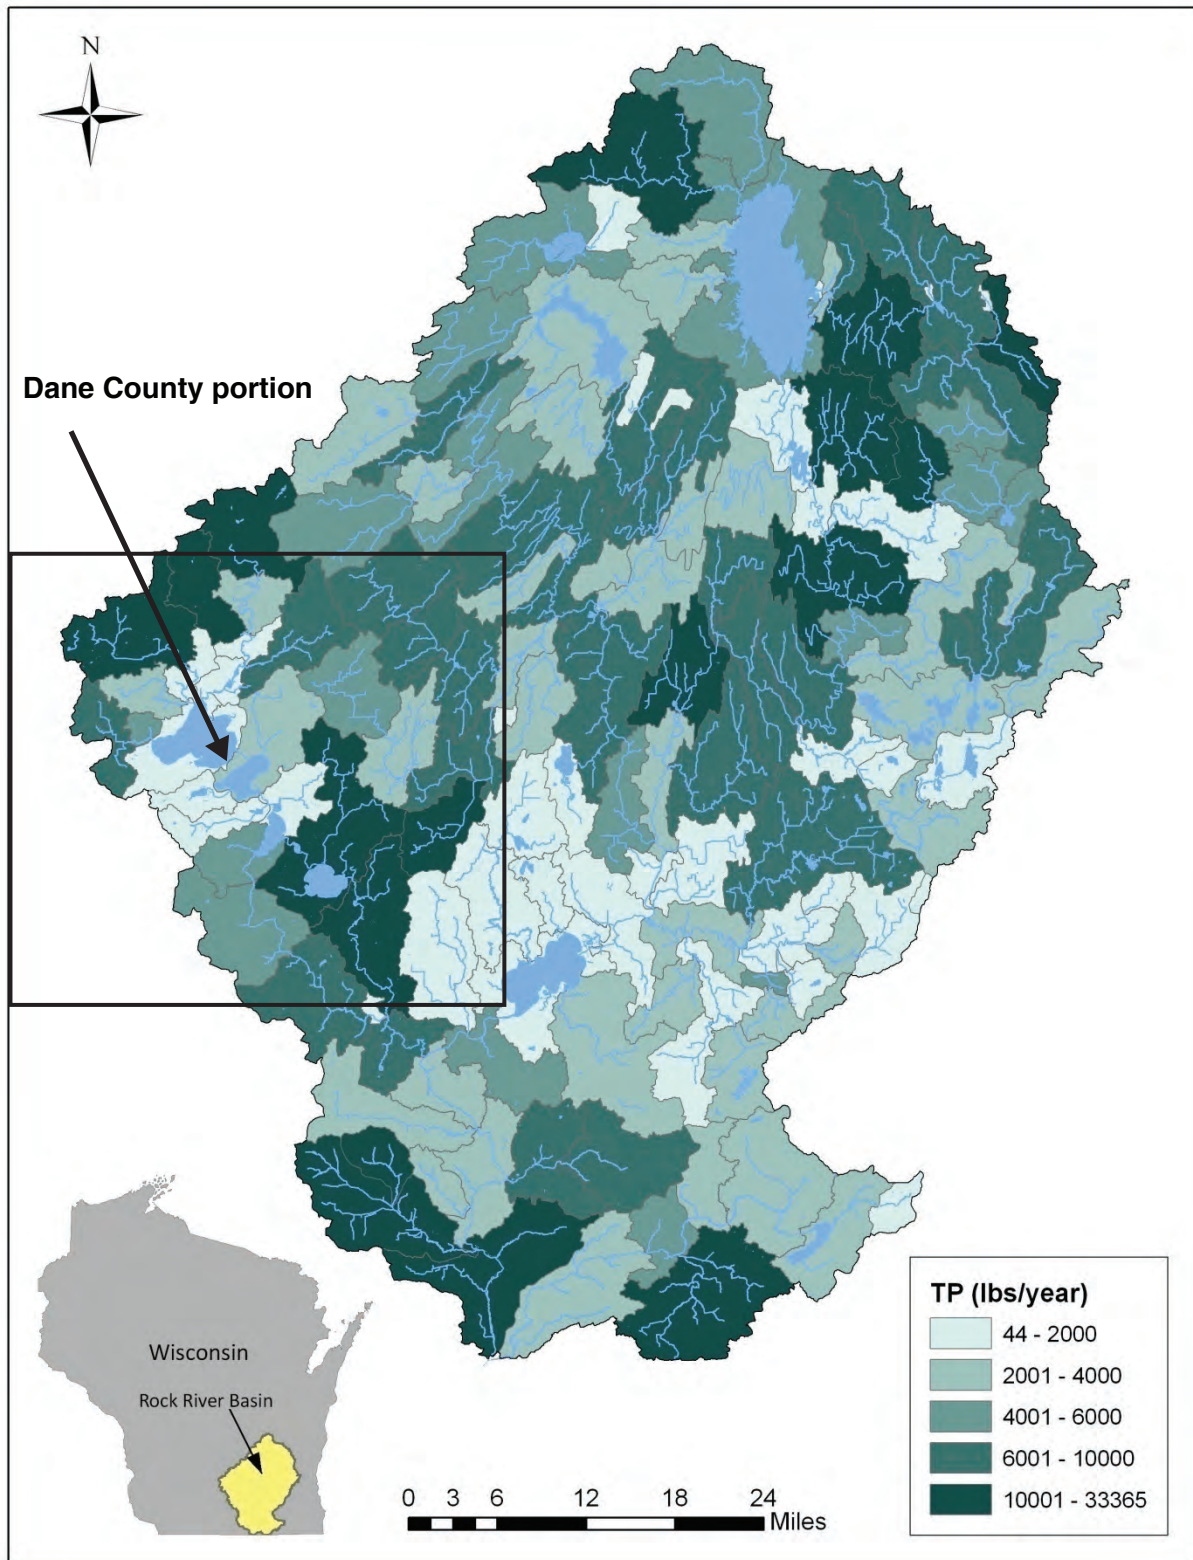 N
Dane County portion
Wisconsin
Rock River Basin
TP (lbs/year)
44 - 2000
2001 - 4000
4001 - 6000
6001 - 10000
10001 - 33365
0 3 6 12 18 24
Miles